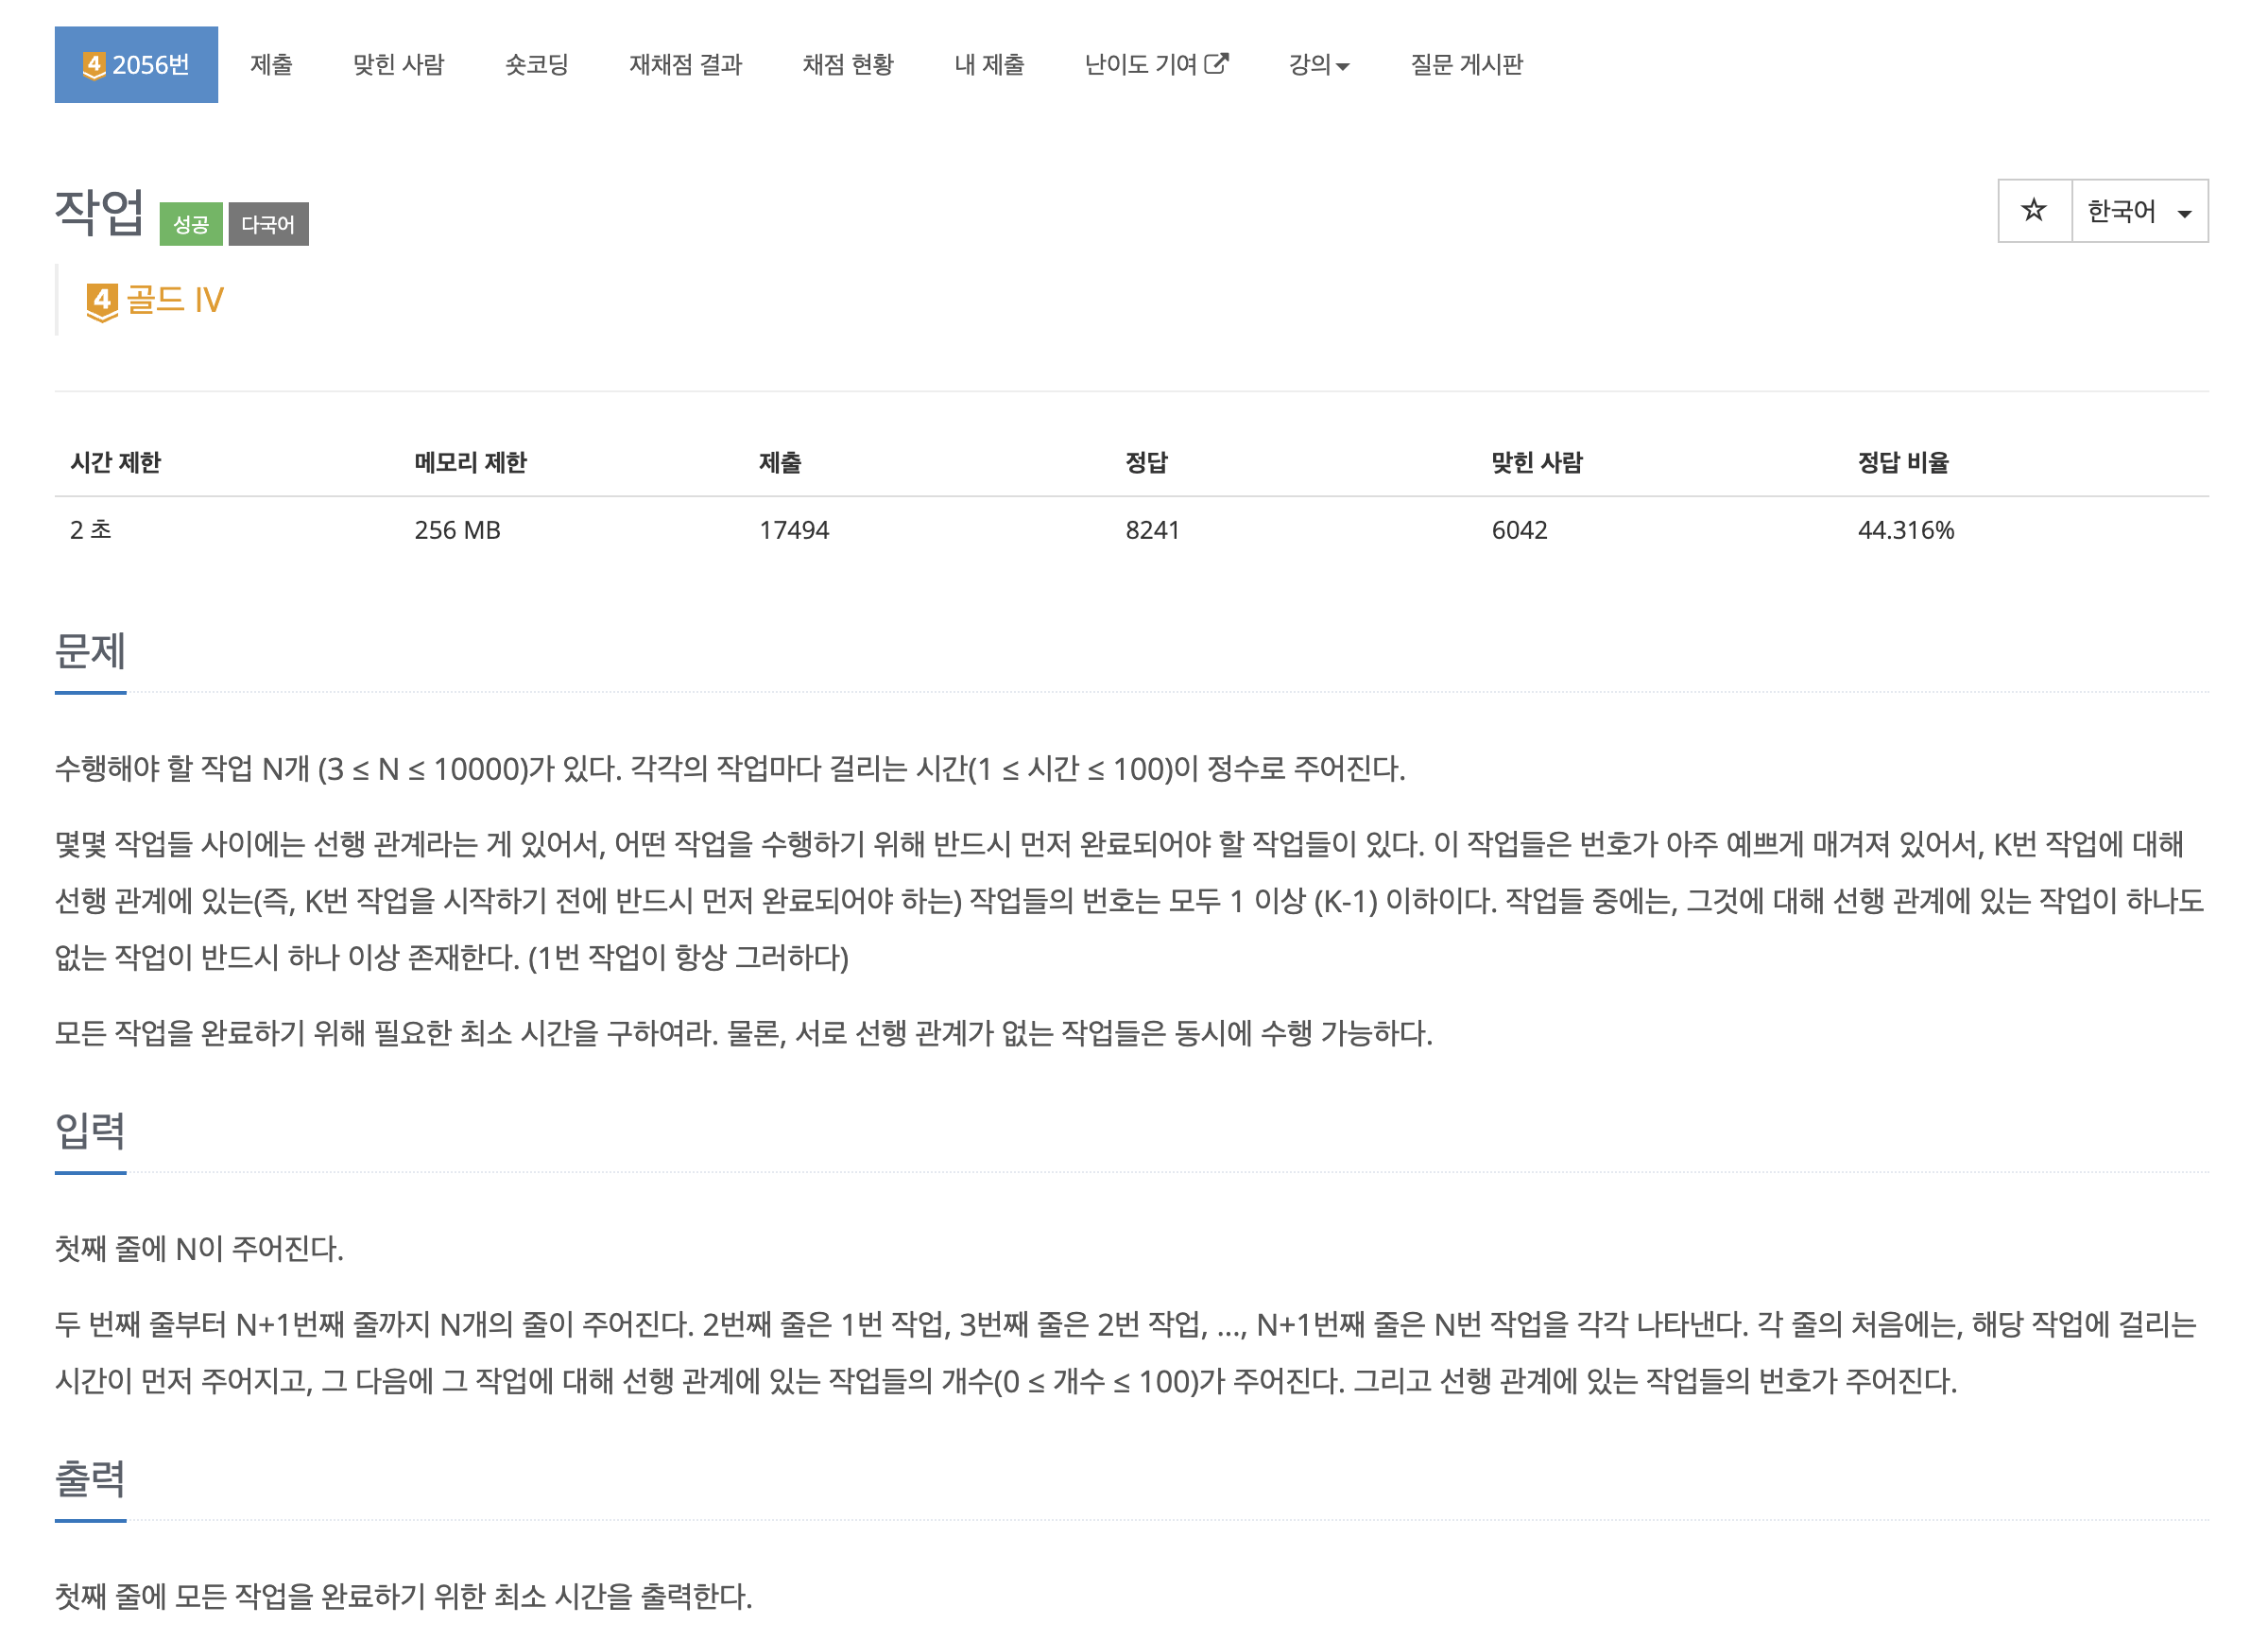 4 2056번 제출 맞힌 사람 숏코딩 재채점 결과 채점 현황 내 제출 난이도 기여 강의 질문 게시판
작업 성공 다국어 ☆ 한국어
4 골드 IV
시간 제한 메모리 제한 제출 정답 맞힌 사람 정답 비율
2 초 256 MB 17494 8241 6042 44.316%
문제
수행해야 할 작업 N개 (3 ≤ N ≤ 10000)가 있다. 각각의 작업마다 걸리는 시간(1 ≤ 시간 ≤ 100)이 정수로 주어진다.
몇몇 작업들 사이에는 선행 관계라는 게 있어서, 어떤 작업을 수행하기 위해 반드시 먼저 완료되어야 할 작업들이 있다. 이 작업들은 번호가 아주 예쁘게 매겨져 있어서, K번 작업에 대해
선행 관계에 있는(즉, K번 작업을 시작하기 전에 반드시 먼저 완료되어야 하는) 작업들의 번호는 모두 1 이상 (K-1) 이하이다. 작업들 중에는, 그것에 대해 선행 관계에 있는 작업이 하나도
없는 작업이 반드시 하나 이상 존재한다. (1번 작업이 항상 그러하다)
모든 작업을 완료하기 위해 필요한 최소 시간을 구하여라. 물론, 서로 선행 관계가 없는 작업들은 동시에 수행 가능하다.
입력
첫째 줄에 N이 주어진다.
두 번째 줄부터 N+1번째 줄까지 N개의 줄이 주어진다. 2번째 줄은 1번 작업, 3번째 줄은 2번 작업, ..., N+1번째 줄은 N번 작업을 각각 나타낸다. 각 줄의 처음에는, 해당 작업에 걸리는
시간이 먼저 주어지고, 그 다음에 그 작업에 대해 선행 관계에 있는 작업들의 개수(0 ≤ 개수 ≤ 100)가 주어진다. 그리고 선행 관계에 있는 작업들의 번호가 주어진다.
출력
첫째 줄에 모든 작업을 완료하기 위한 최소 시간을 출력한다.